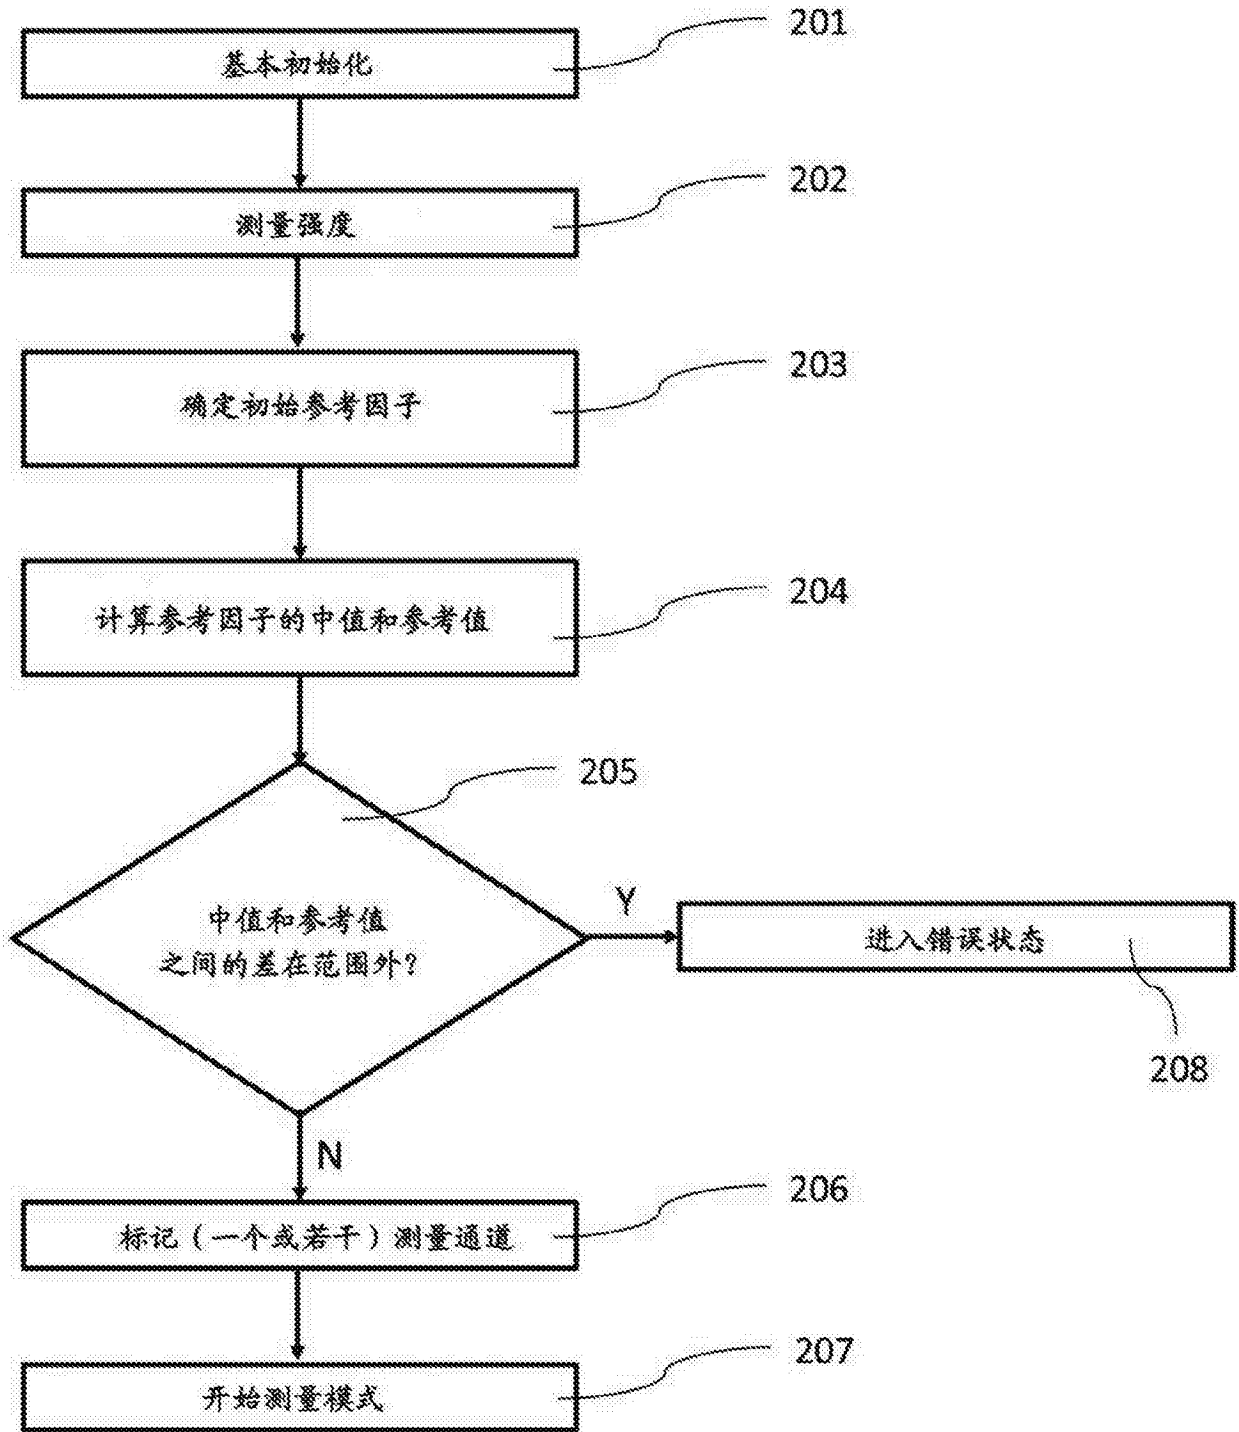 201
基本初始化
202
测量强度
203
确定初始参考因子
204
计算参考因子的中值和参考值
205
中值和参考值
之间的差在范围外?
Y
进入错误状态
208
N
206
标记(一个或若干)测量通道
207
开始测量模式